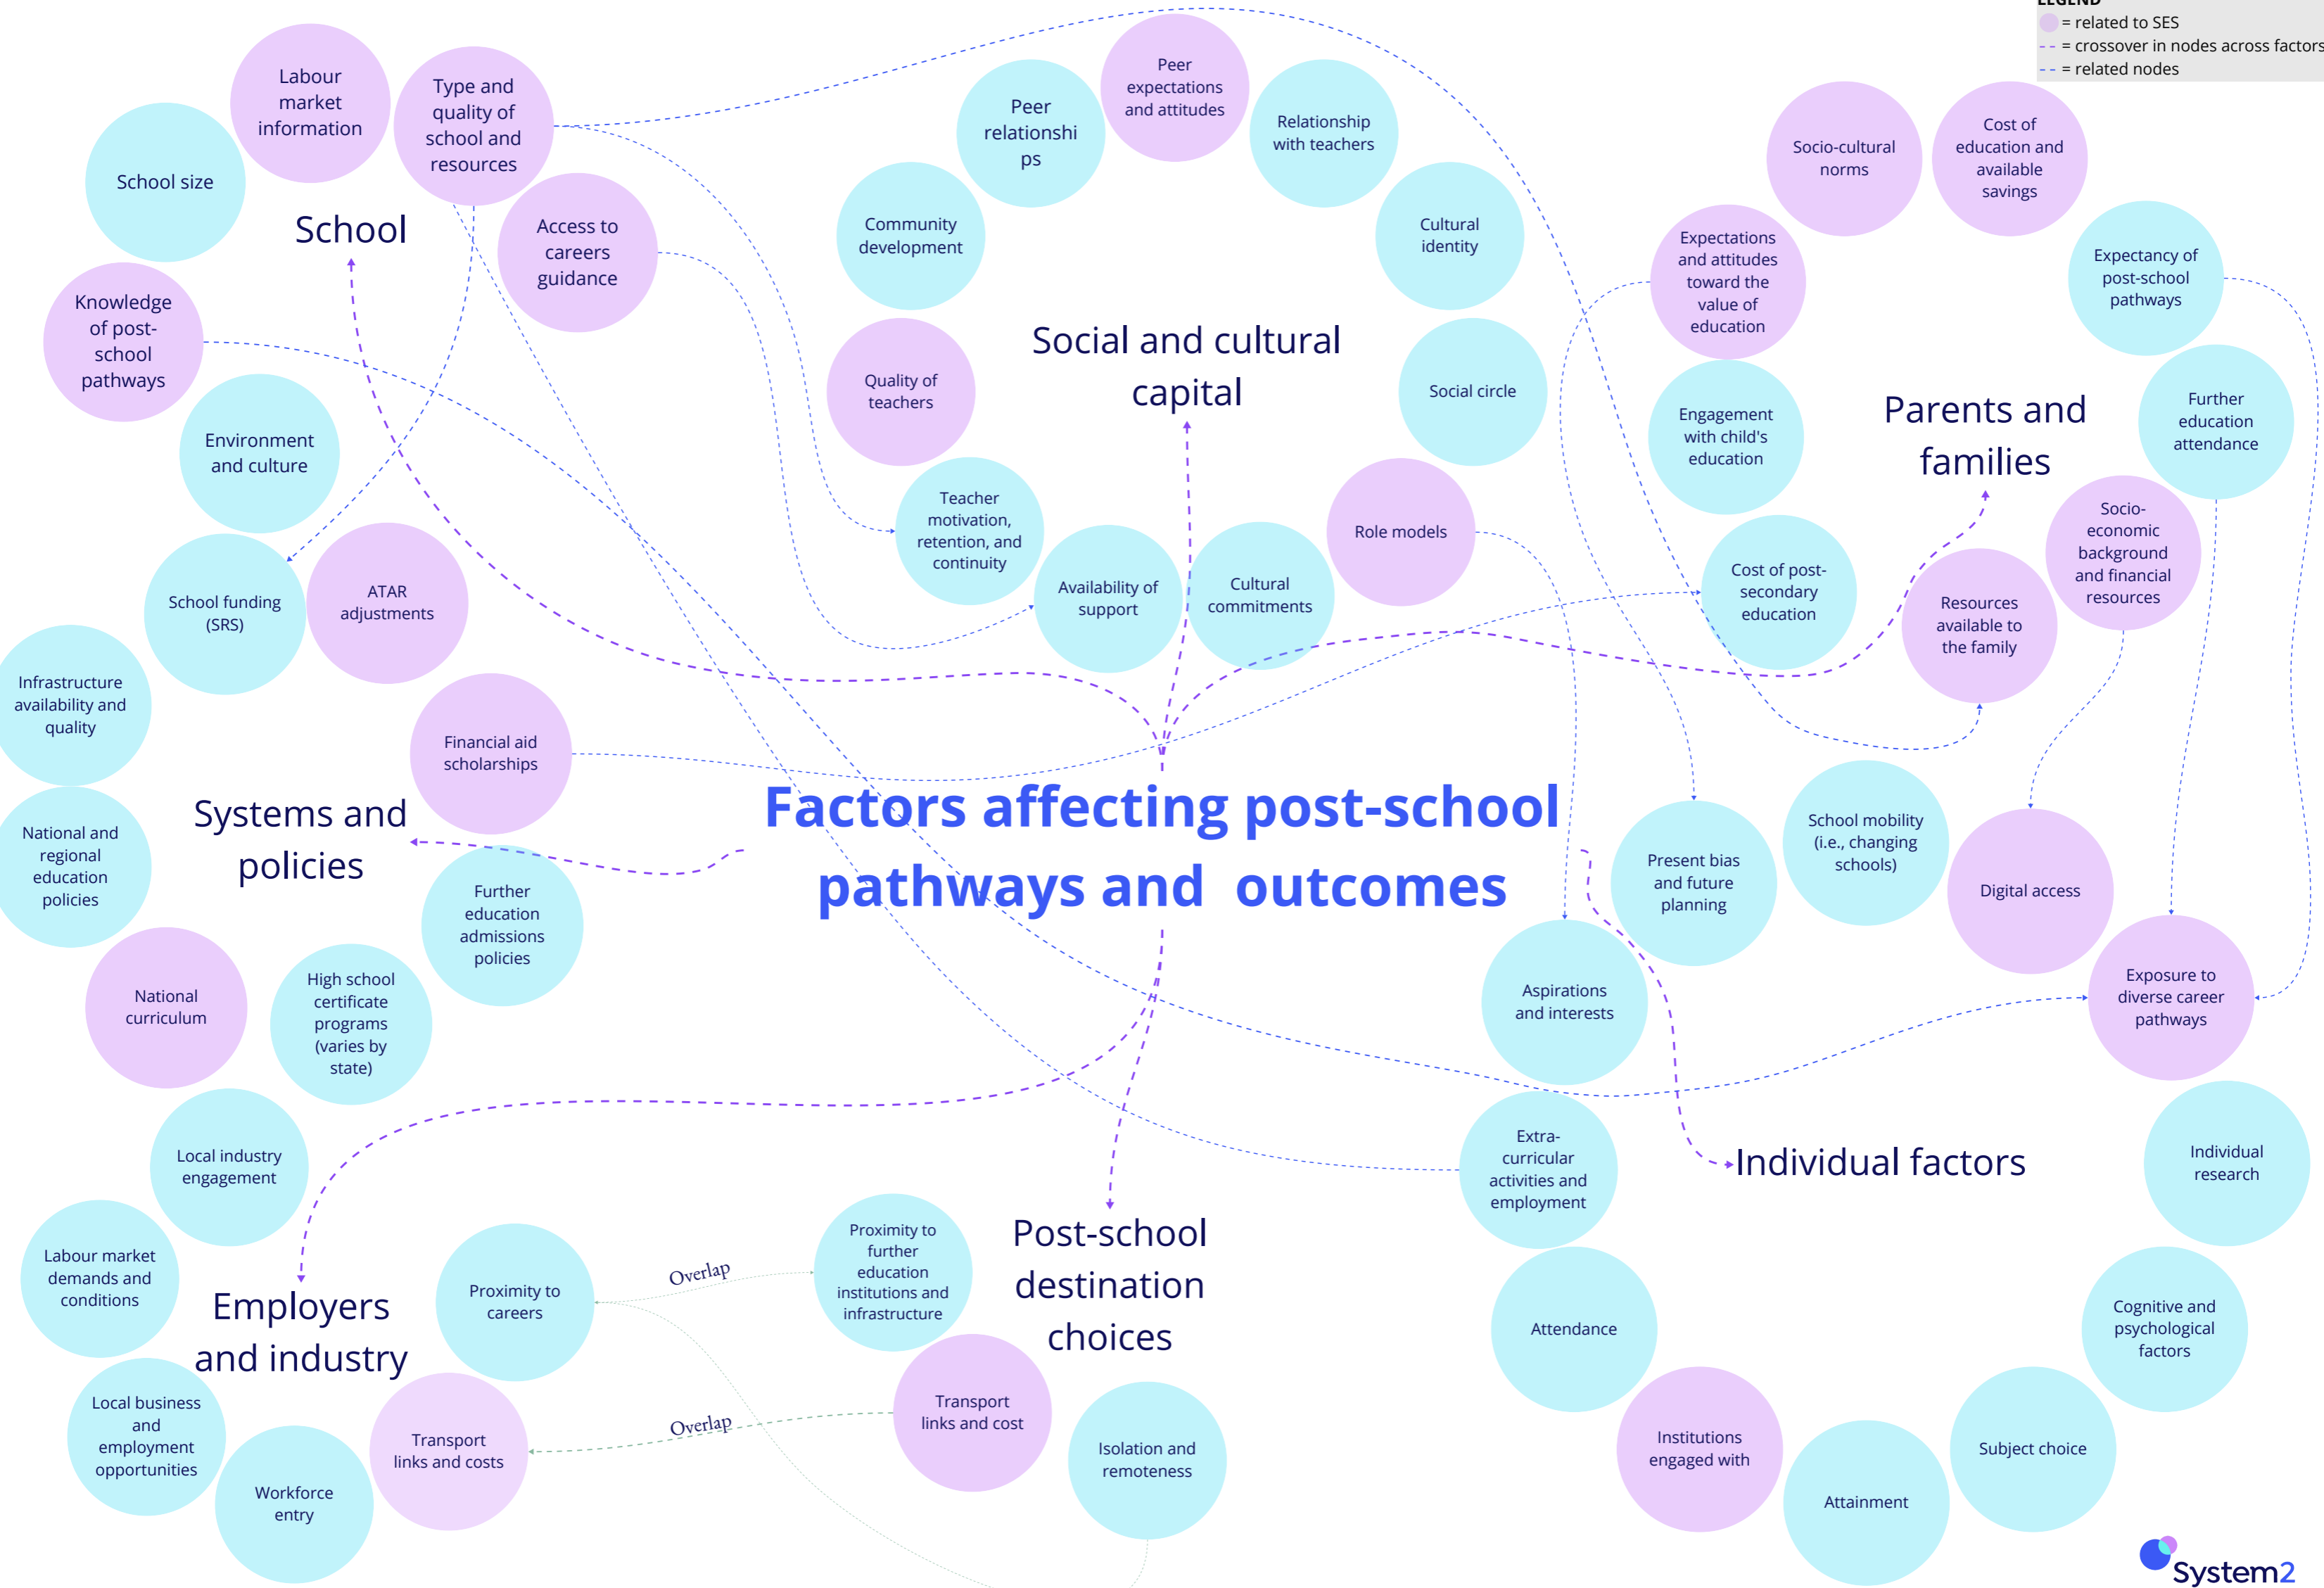 LEGEND
= related to SES
-- = crossover in nodes across factors
-- = related nodes
Labour
market
information
Type and
quality of
school and
resources
School size
School
Access to
careers
guidance
Knowledge
of post-
school
pathways
Environment
and culture
School funding
(SRS)
Peer
expectations
and attitudes
Peer
relationshi
ps
Relationship
with teachers
Community
development
Cultural
identity
Social and cultural
capital
Quality of
teachers
Social circle
Teacher
motivation,
retention, and
continuity
Availability of
support
Cultural
commitments
Role models
Socio-cultural
norms
Cost of
education and
available
savings
Expectations
and attitudes
toward the
value of
education
Expectancy of
post-school
pathways
Engagement
with child's
education
Parents and
families
Further
education
attendance
Socio-
economic
background
and financial
resources
Cost of post-
secondary
education
Resources
available to
the family
ATAR
adjustments
Infrastructure
availability and
quality
Financial aid
scholarships
Systems and
policies
National and
regional
education
policies
Further
education
admissions
policies
National
curriculum
High school
certificate
programs
(varies by
state)
Factors affecting post-school
pathways and outcomes
Present bias
and future
planning
School mobility
(i.e., changing
schools)
Digital access
Aspirations
and interests
Exposure to
diverse career
pathways
Extra-
curricular
activities and
employment
Individual factors
Individual
research
Attendance
Cognitive and
psychological
factors
Institutions
engaged with
Subject choice
Attainment
Local industry
engagement
Labour market
demands and
conditions
Employers
and industry
Proximity to
careers
Local business
and
employment
opportunities
Workforce
entry
Transport
links and costs
Overlap
Overlap
Proximity to
further
education
institutions and
infrastructure
Post-school
destination
choices
Transport
links and cost
Isolation and
remoteness
System2